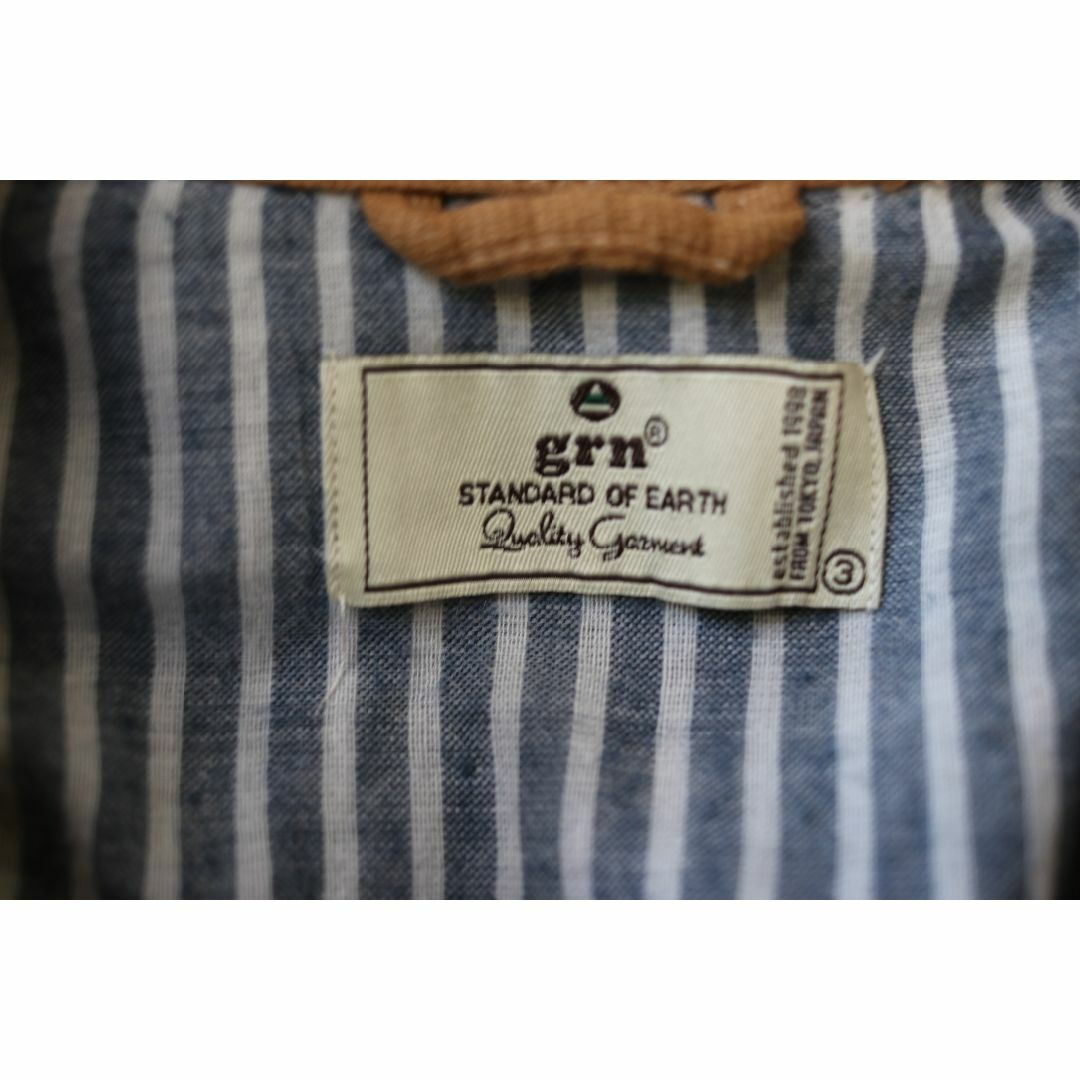 grn®
STANDARD OF EARTH
Quality Garment
established 1998
FROM TOKYO, JAPAN
3